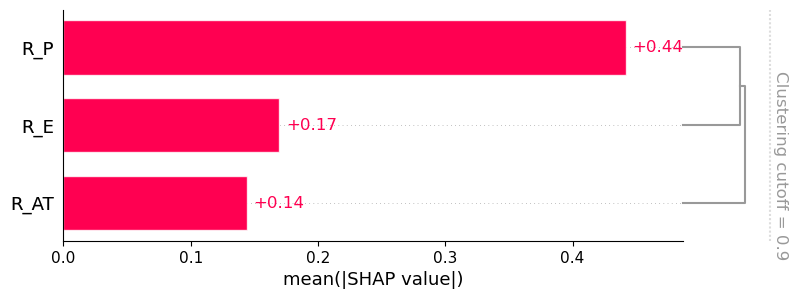 R_P
+0.44
R_E
+0.17
R_AT
+0.14
0.0 0.1 0.2 0.3 0.4
mean(|SHAP value|)
Clustering cutoff = 0.9